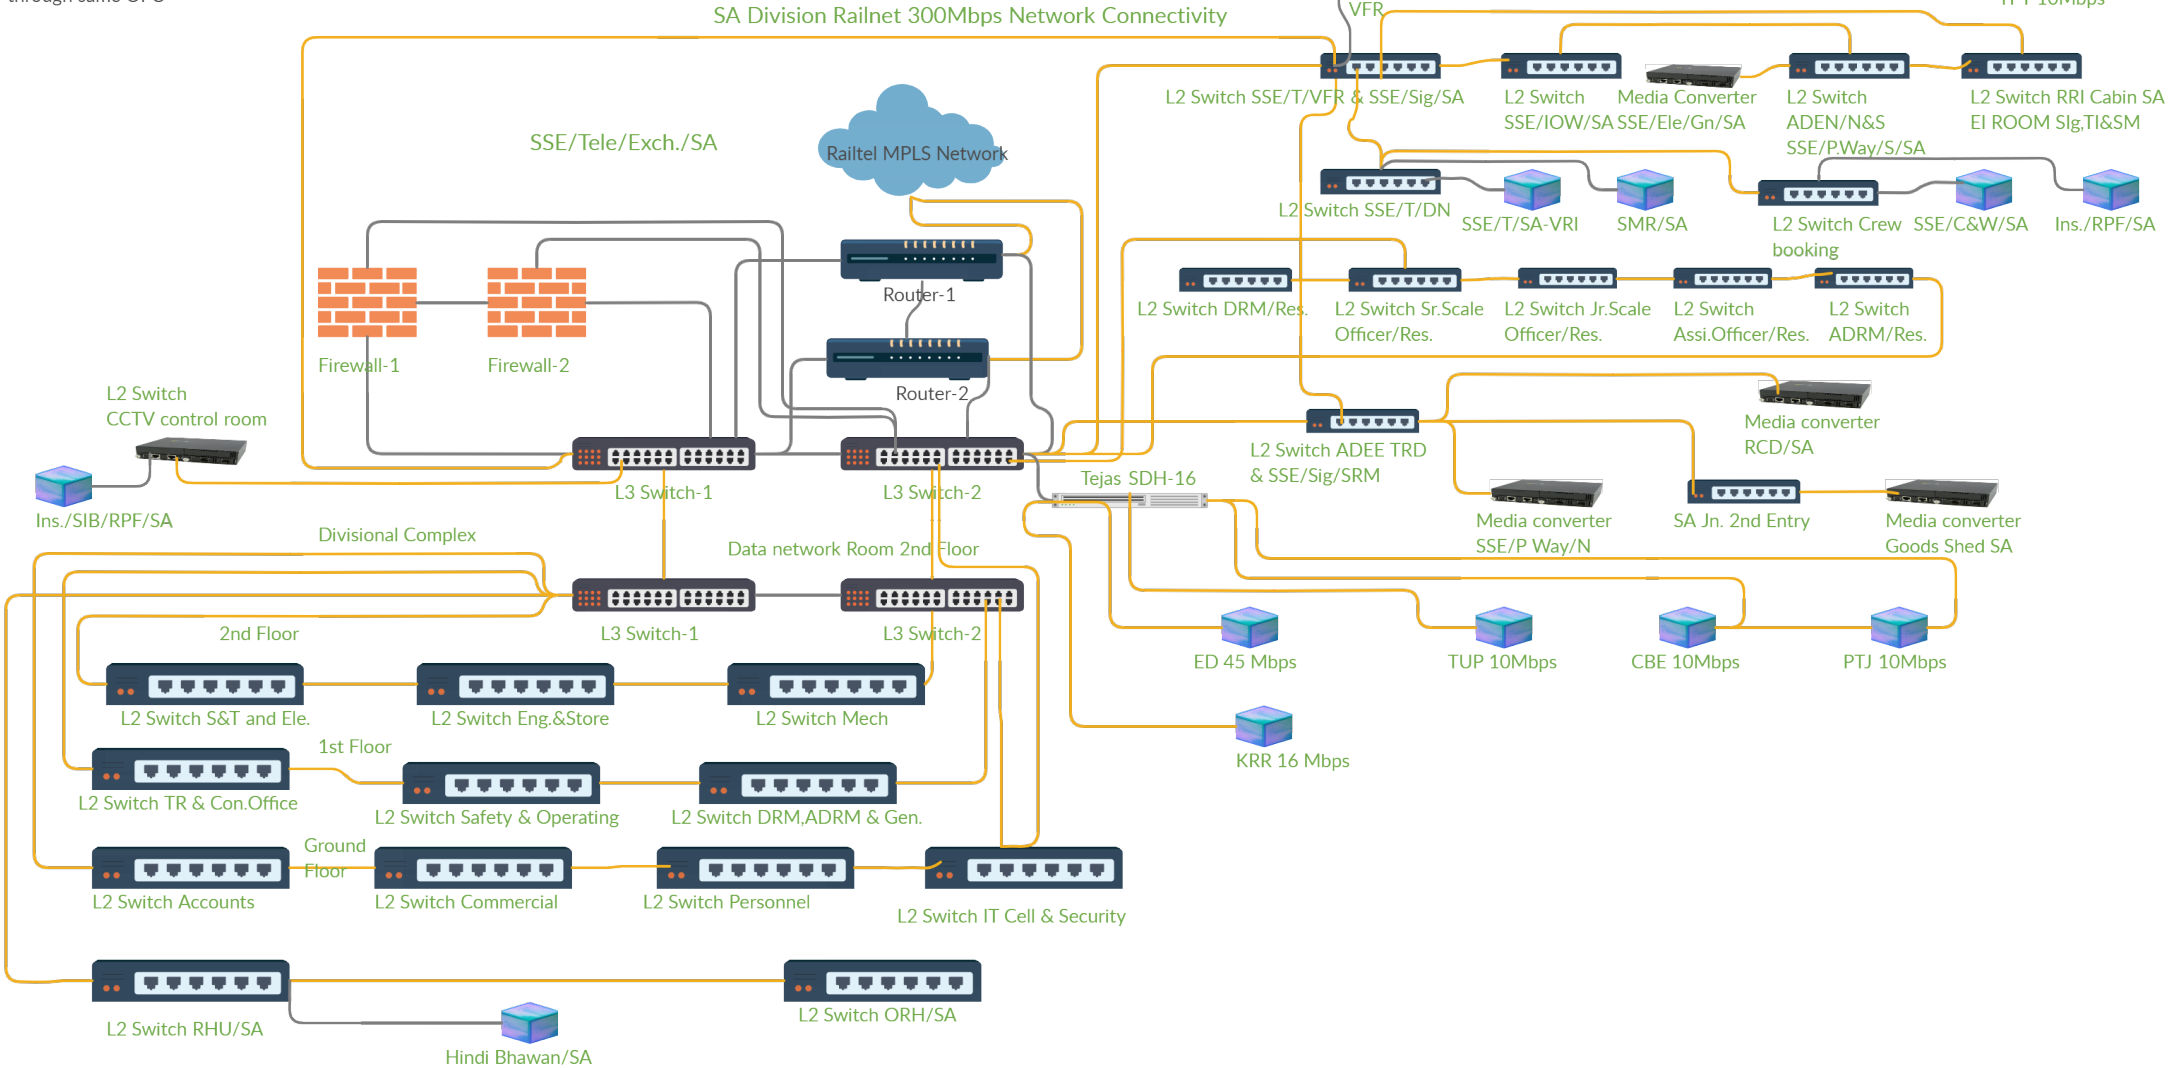 SA Division Railnet 300Mbps Network Connectivity
VFR
L2 Switch SSE/T/VFR & SSE/Sig/SA
L2 Switch
SSE/IOW/SA
Media Converter
SSE/Ele/Gn/SA
L2 Switch
ADEN/N&S
SSE/P.Way/S/SA
L2 Switch RRI Cabin SA
EI ROOM SIg,TI&SM
SSE/Tele/Exch./SA
Railtel MPLS Network
L2 Switch SSE/T/DN
SSE/T/SA-VRI
SMR/SA
L2 Switch Crew
booking
SSE/C&W/SA
Ins./RPF/SA
Router-1
L2 Switch DRM/Res.
L2 Switch Sr.Scale
Officer/Res.
L2 Switch Jr.Scale
Officer/Res.
L2 Switch
Assi.Officer/Res.
L2 Switch
ADRM/Res.
Firewall-1
Firewall-2
Router-2
L2 Switch
CCTV control room
Media converter
RCD/SA
L2 Switch ADEE TRD
& SSE/Sig/SRM
Tejas SDH-16
L3 Switch-1
L3 Switch-2
Ins./SIB/RPF/SA
Media converter
SSE/P Way/N
SA Jn. 2nd Entry
Media converter
Goods Shed SA
Divisional Complex
Data network Room 2nd Floor
2nd Floor
L3 Switch-1
L3 Switch-2
ED 45 Mbps
TUP 10Mbps
CBE 10Mbps
PTJ 10Mbps
L2 Switch S&T and Ele.
L2 Switch Eng.&Store
L2 Switch Mech
1st Floor
KRR 16 Mbps
L2 Switch TR & Con.Office
L2 Switch Safety & Operating
L2 Switch DRM,ADRM & Gen.
Ground
Floor
L2 Switch Accounts
L2 Switch Commercial
L2 Switch Personnel
L2 Switch IT Cell & Security
L2 Switch RHU/SA
L2 Switch ORH/SA
Hindi Bhawan/SA